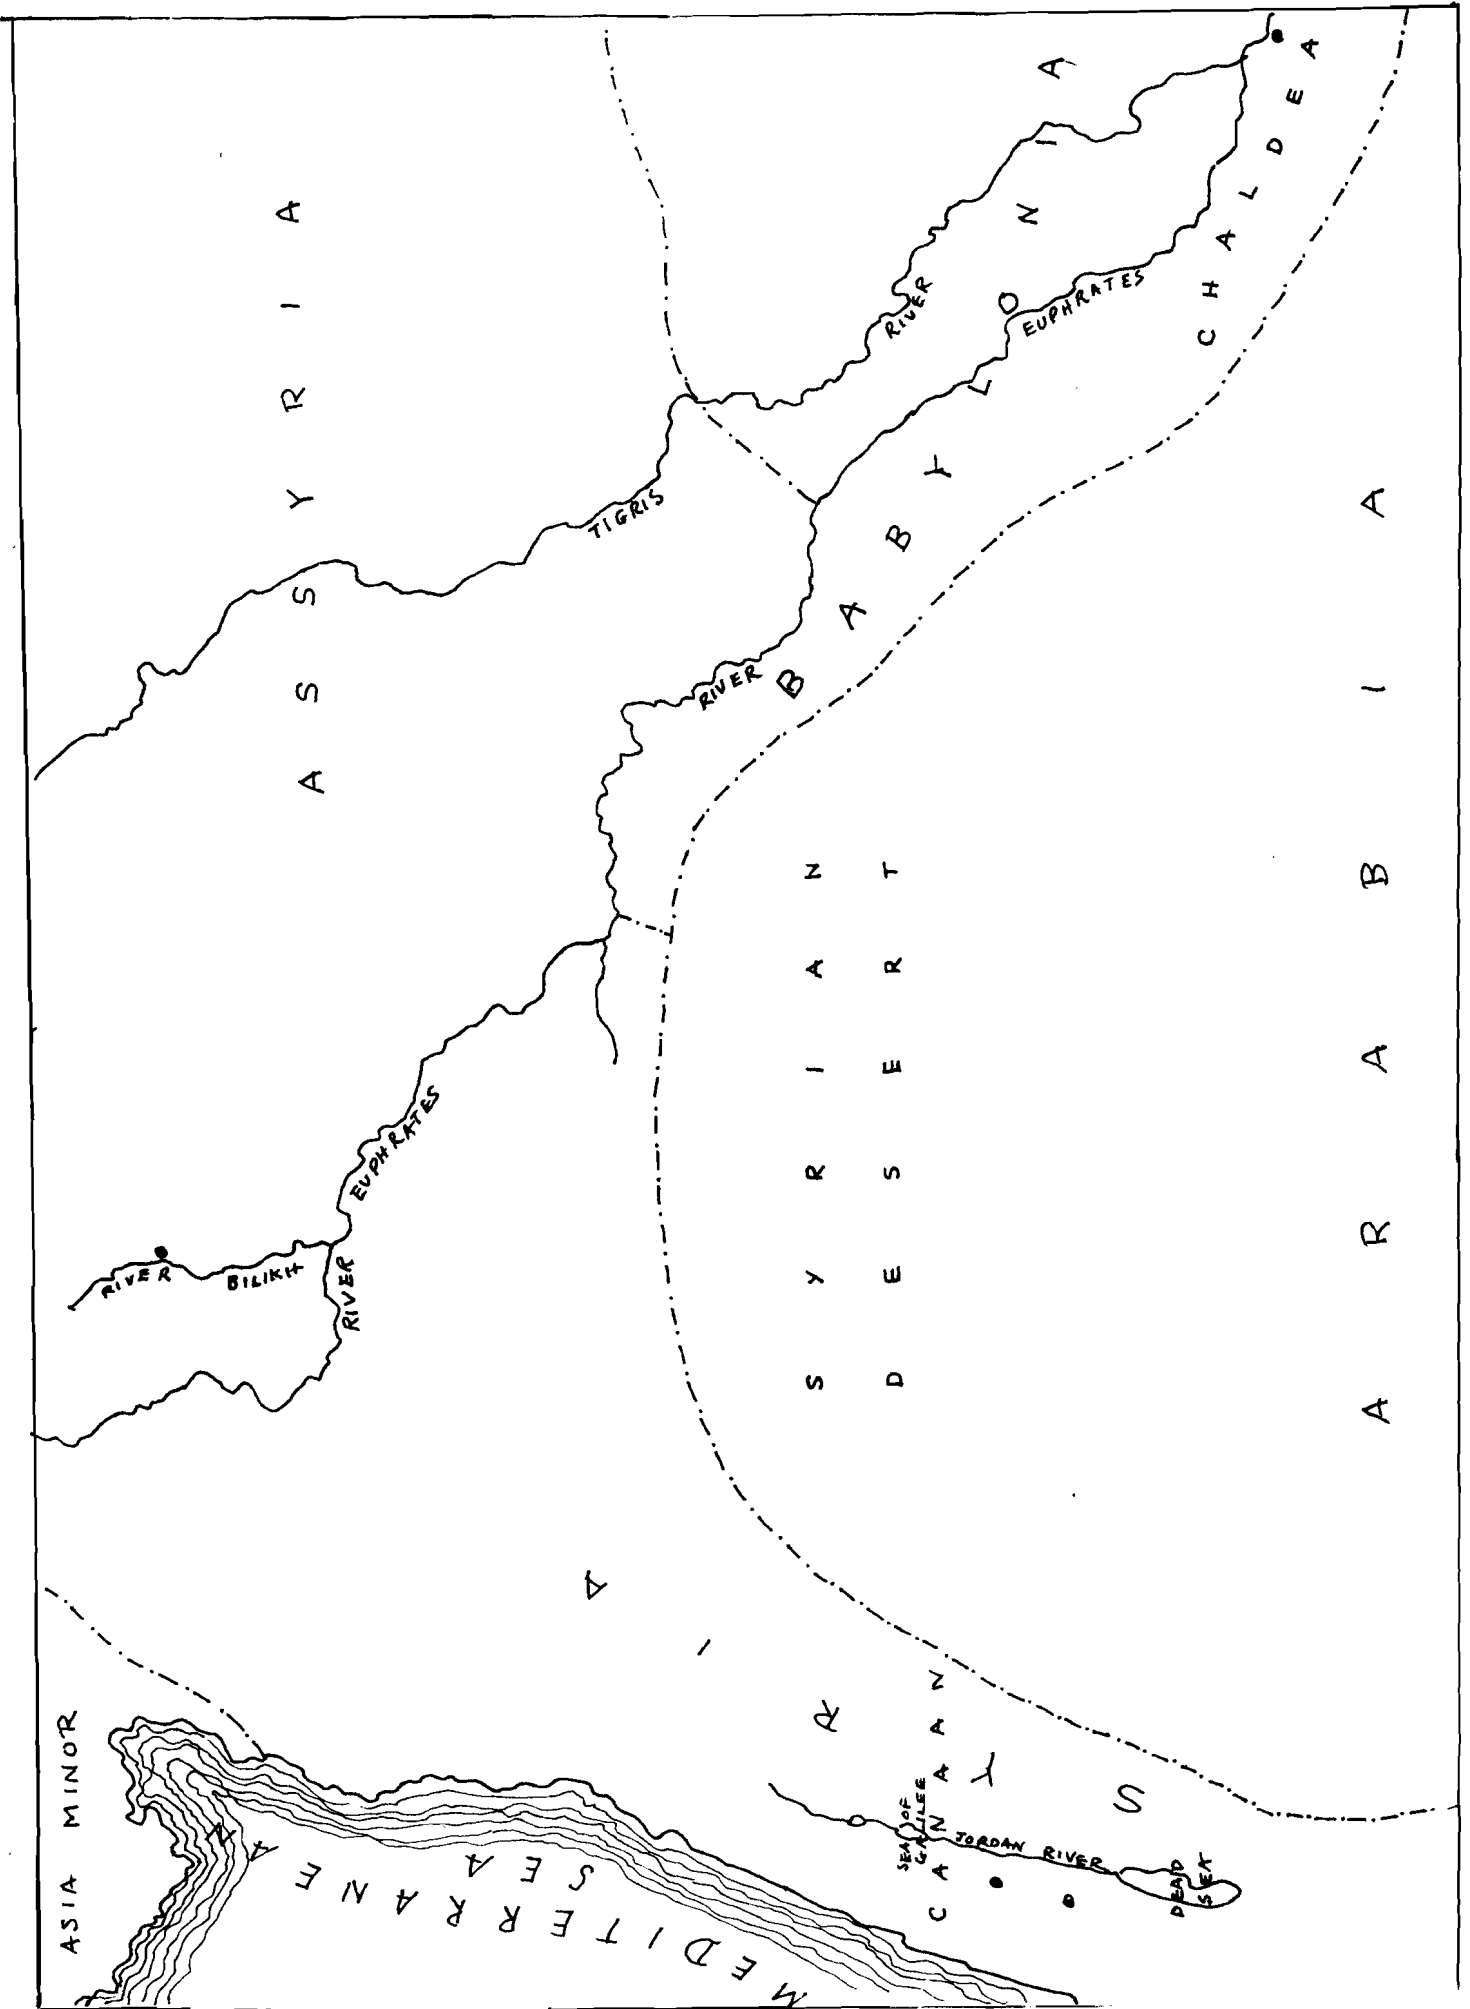 ASIA MINOR
MEDITERRANEAN
SEA
RIVER BILIKH
RIVER EUPHRATES
ASSYRIA
TIGRIS RIVER
SYRIA
RIVER EUPHRATES
BABYLONIA
SYRIAN
DESERT
CHALDEA
SEA OF
GALILEE
CANAAN
JORDAN RIVER
DEAD
SEA
ARABIA